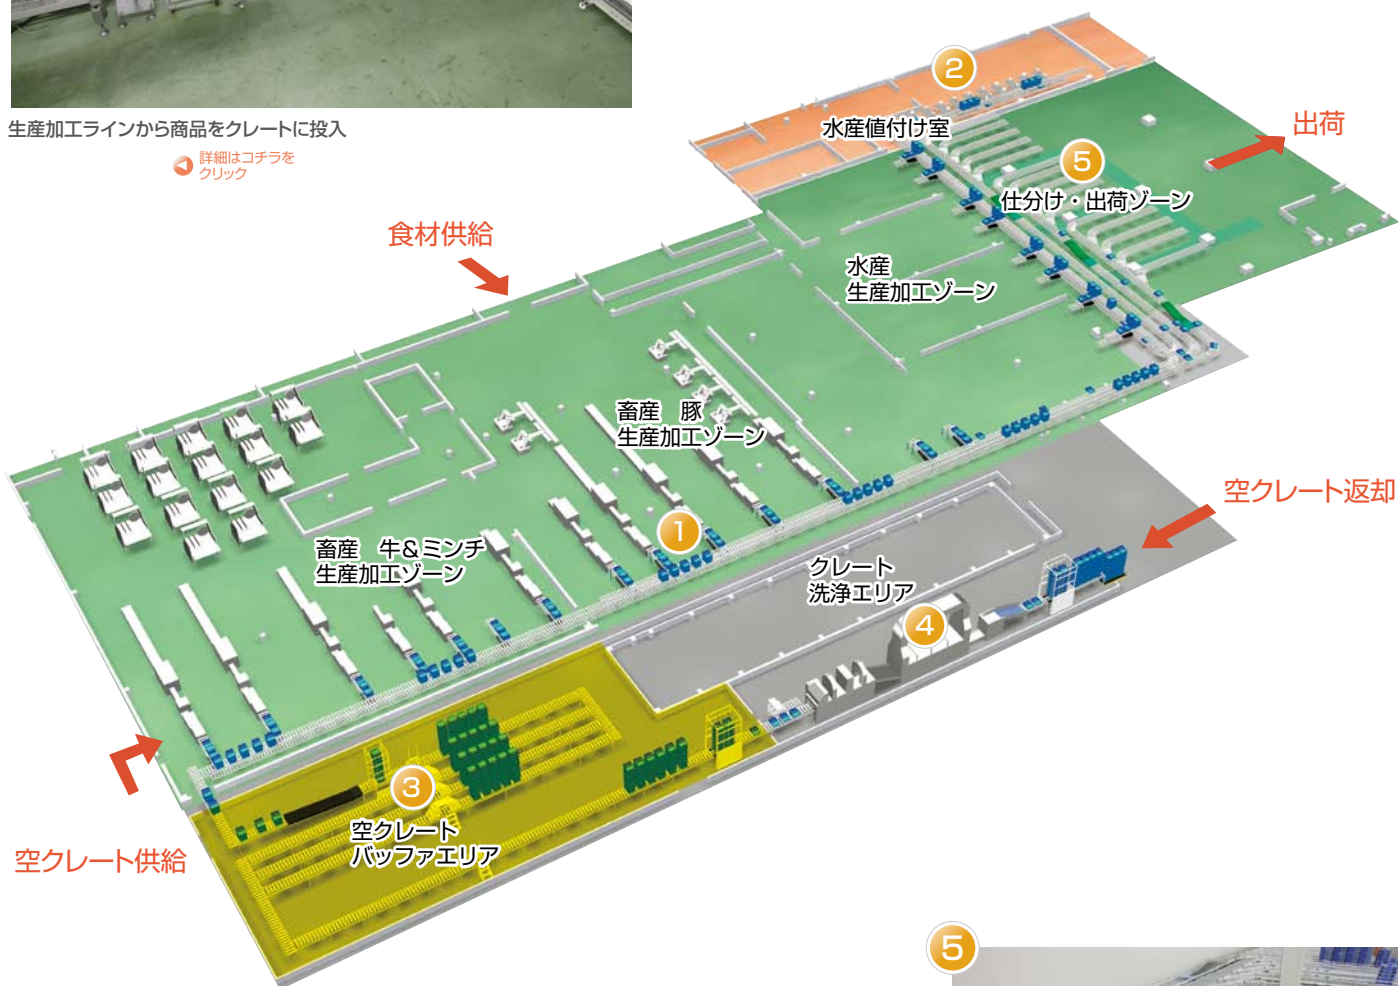 生産加工ラインから商品をクレートに投入
詳細はコチラを
クリック
2
水産値付け室
出荷
5
仕分け・出荷ゾーン
食材供給
水産
生産加工ゾーン
畜産 豚
生産加工ゾーン
空クレート返却
1
畜産 牛&ミンチ
生産加工ゾーン
クレート
洗浄エリア
4
3
空クレート
バッファエリア
空クレート供給
5